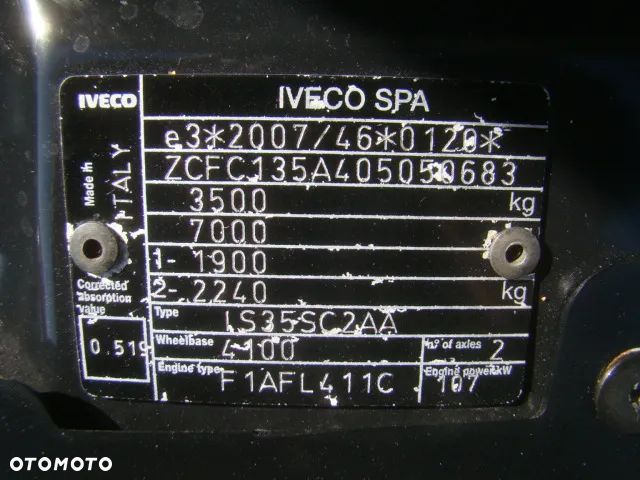 IVECO
IVECO SPA
Made in
ITALY
e3*2007/46*0120*
ZCFC135A405050683
3500 kg
7000
1- 1900
2- 2240 kg
Corrected
absorption
value
0.519
Type IS35SC2AA
Wheelbase 4100
n° of axles 2
Engine type F1AFL411C
Engine power kW 107
OTOMOTO